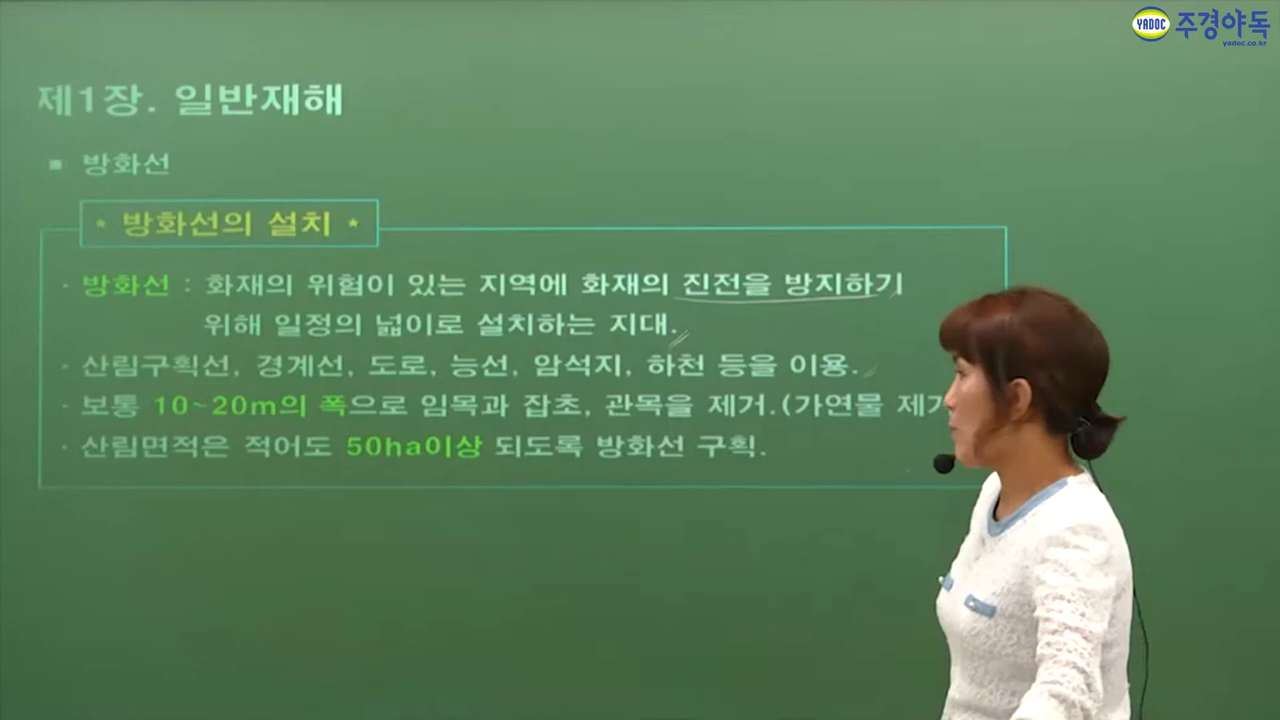 YADOC 주경야독
yadoc.co.kr
제1장. 일반재해
▪ 방화선
* 방화선의 설치 *
· 방화선 : 화재의 위험이 있는 지역에 화재의 진전을 방지하기
위해 일정의 넓이로 설치하는 지대.
· 산림구획선, 경계선, 도로, 능선, 암석지, 하천 등을 이용.
· 보통 10~20m의 폭으로 임목과 잡초, 관목을 제거.(가연물 제거
· 산림면적은 적어도 50ha이상 되도록 방화선 구획.